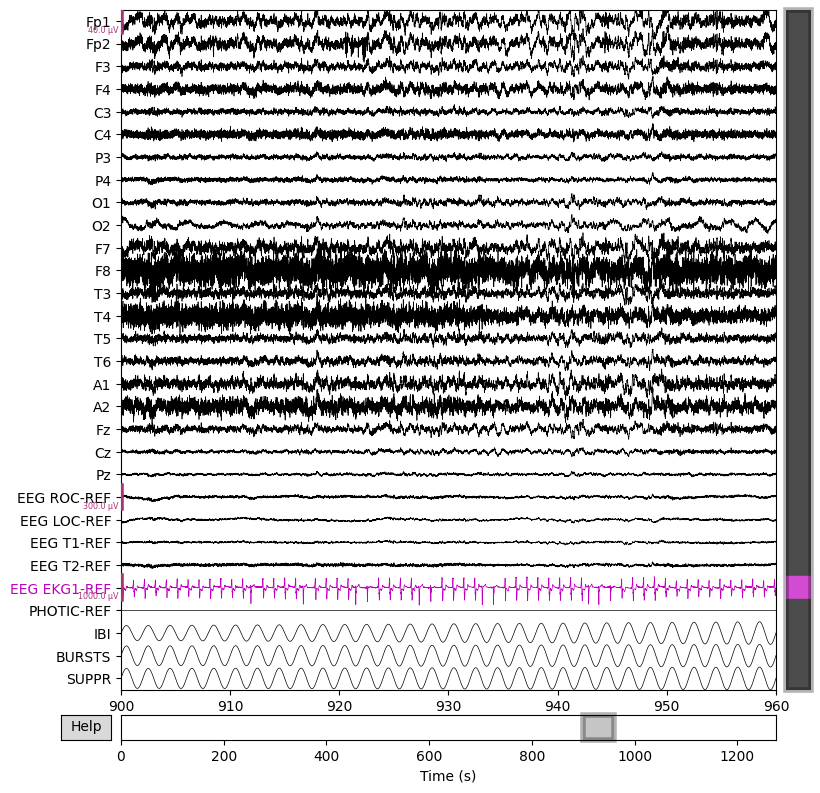 Fp1
40.0 µV
Fp2
F3
F4
C3
C4
P3
P4
O1
O2
F7
F8
T3
T4
T5
T6
A1
A2
Fz
Cz
Pz
EEG ROC-REF
300.0 µV
EEG LOC-REF
EEG T1-REF
EEG T2-REF
EEG EKG1-REF
1000.0 µV
PHOTIC-REF
IBI
BURSTS
SUPPR
900 910 920 930 940 950 960
Help
0 200 400 600 800 1000 1200
Time (s)